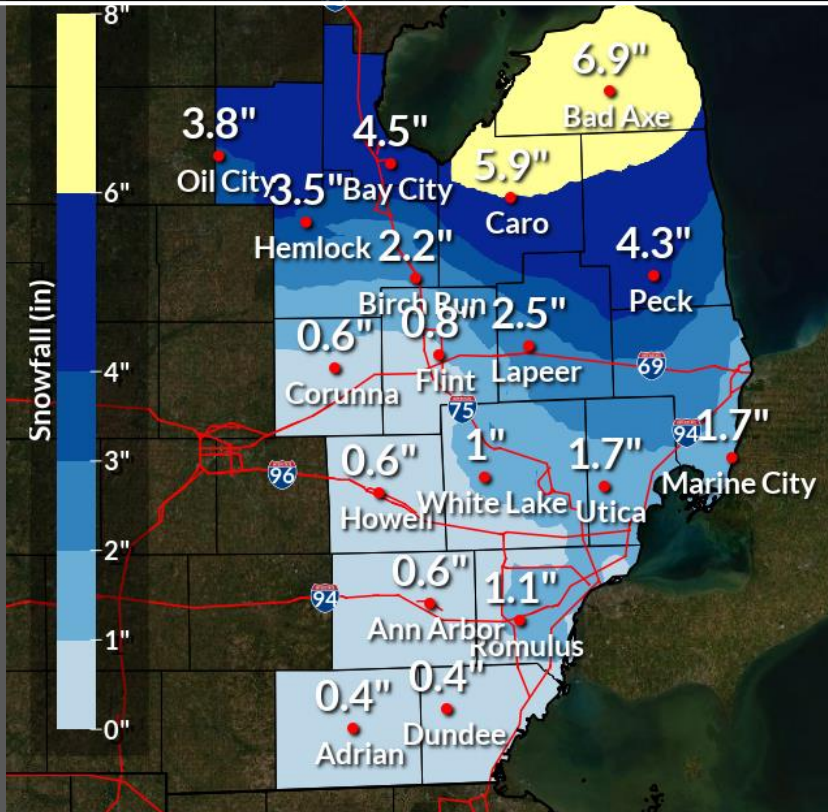 8"
6"
4"
3"
2"
1"
0"
Snowfall (in)
6.9"
Bad Axe
3.8"
Oil City
4.5"
Bay City
5.9"
Caro
3.5"
Hemlock
2.2"
Birch Run
4.3"
Peck
0.6"
Corunna
0.8"
Flint
2.5"
Lapeer
69
75
94
1.7"
Marine City
96
0.6"
Howell
1"
White Lake
1.7"
Utica
94
0.6"
Ann Arbor
1.1"
Romulus
0.4"
Adrian
0.4"
Dundee